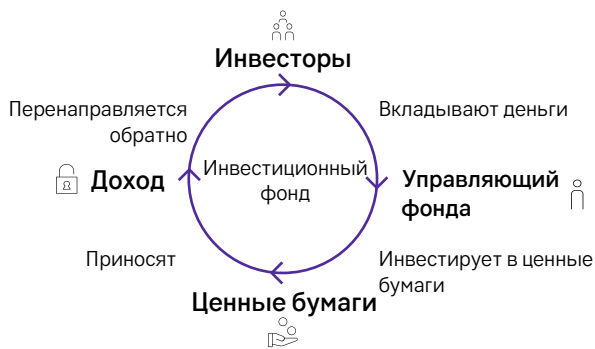 Инвесторы
Перенаправляется
обратно
Вкладывают деньги
Инвестиционный
фонд
Доход
Управляющий
фонда
Приносят
Инвестирует в ценные
бумаги
Ценные бумаги